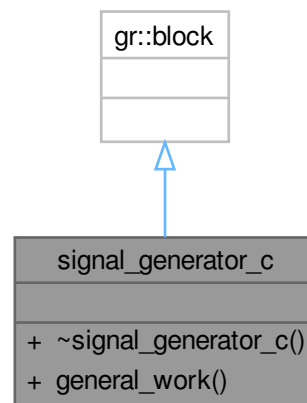 gr::block
signal_generator_c
+ ~signal_generator_c()
+ general_work()